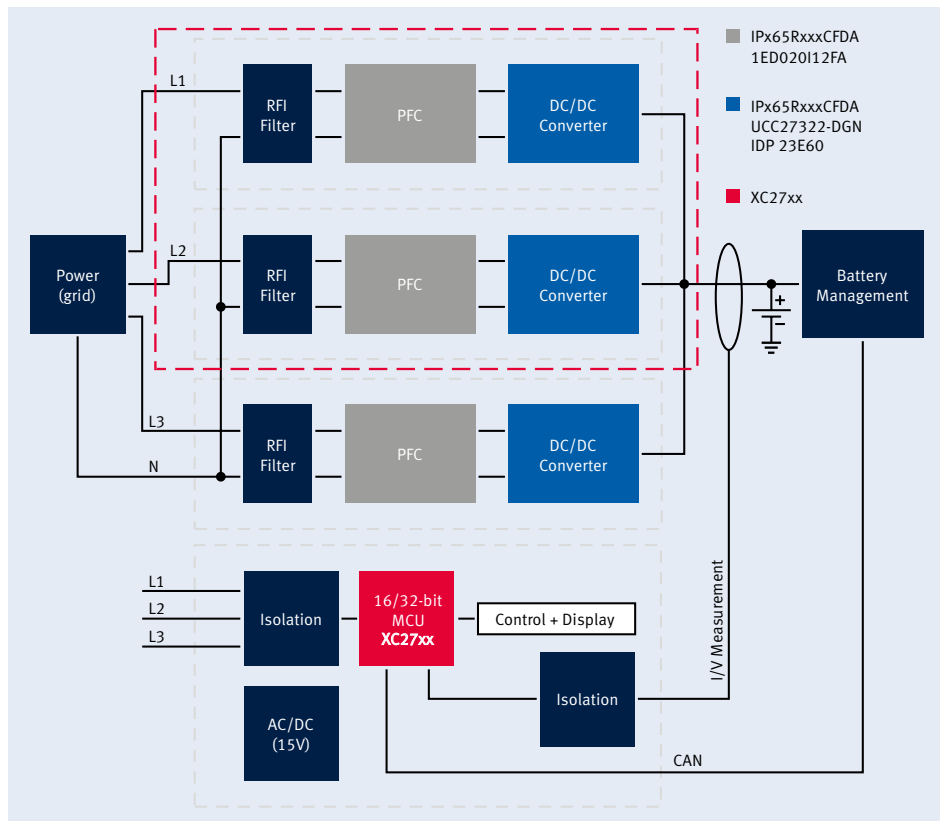 L1
RFI
Filter
PFC
DC/DC
Converter
IPx65RxxxCFDA
1ED020I12FA
IPx65RxxxCFDA
UCC27322-DGN
IDP 23E60
XC27xx
Power
(grid)
L2
RFI
Filter
PFC
DC/DC
Converter
+
−
Battery
Management
L3
N
RFI
Filter
PFC
DC/DC
Converter
L1
L2
L3
Isolation
16/32-bit
MCU
XC27xx
Control + Display
I/V Measurement
Isolation
AC/DC
(15V)
CAN